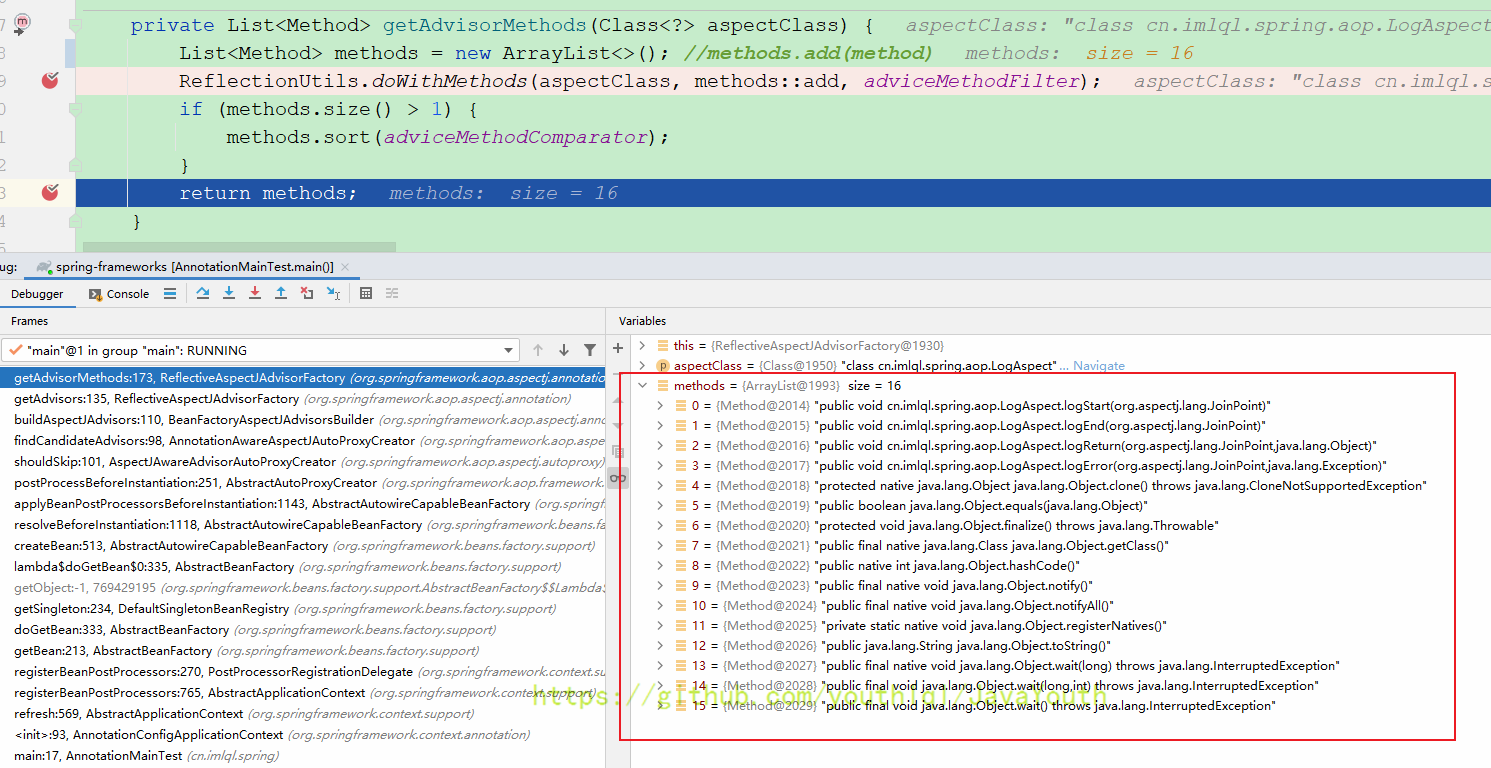 private List<Method> getAdvisorMethods(Class<?> aspectClass) { aspectClass: "class cn.imlql.spring.aop.LogAspect
List<Method> methods = new ArrayList<>(); //methods.add(method) methods: size = 16
ReflectionUtils.doWithMethods(aspectClass, methods::add, adviceMethodFilter); aspectClass: "class cn.imlql.s
if (methods.size() > 1) {
methods.sort(adviceMethodComparator);
}
return methods; methods: size = 16
}
ug: spring-frameworks [AnnotationMainTest.main()]
Debugger Console
Frames
"main"@1 in group "main": RUNNING
getAdvisorMethods:173, ReflectiveAspectJAdvisorFactory (org.springframework.aop.aspectj.annotatio
getAdvisors:135, ReflectiveAspectJAdvisorFactory (org.springframework.aop.aspectj.annotation)
buildAspectJAdvisors:110, BeanFactoryAspectJAdvisorsBuilder (org.springframework.aop.aspectj.anno
findCandidateAdvisors:98, AnnotationAwareAspectJAutoProxyCreator (org.springframework.aop.aspe
shouldSkip:101, AspectJAwareAdvisorAutoProxyCreator (org.springframework.aop.aspectj.autoproxy)
postProcessBeforeInstantiation:251, AbstractAutoProxyCreator (org.springframework.aop.framework.
applyBeanPostProcessorsBeforeInstantiation:1143, AbstractAutowireCapableBeanFactory (org.springf
resolveBeforeInstantiation:1118, AbstractAutowireCapableBeanFactory (org.springframework.beans.fa
createBean:513, AbstractAutowireCapableBeanFactory (org.springframework.beans.factory.support)
lambda$doGetBean$0:335, AbstractBeanFactory (org.springframework.beans.factory.support)
getObject:-1, 769429195 (org.springframework.beans.factory.support.AbstractBeanFactory$$Lambda$
getSingleton:234, DefaultSingletonBeanRegistry (org.springframework.beans.factory.support)
doGetBean:333, AbstractBeanFactory (org.springframework.beans.factory.support)
getBean:213, AbstractBeanFactory (org.springframework.beans.factory.support)
registerBeanPostProcessors:270, PostProcessorRegistrationDelegate (org.springframework.context.su
registerBeanPostProcessors:765, AbstractApplicationContext (org.springframework.context.support)
refresh:569, AbstractApplicationContext (org.springframework.context.support)
<init>:93, AnnotationConfigApplicationContext (org.springframework.context.annotation)
main:17, AnnotationMainTest (cn.imlql.spring)
Variables
this = {ReflectiveAspectJAdvisorFactory@1930}
aspectClass = {Class@1950} "class cn.imlql.spring.aop.LogAspect" ... Navigate
methods = {ArrayList@1993} size = 16
0 = {Method@2014} "public void cn.imlql.spring.aop.LogAspect.logStart(org.aspectj.lang.JoinPoint)"
1 = {Method@2015} "public void cn.imlql.spring.aop.LogAspect.logEnd(org.aspectj.lang.JoinPoint)"
2 = {Method@2016} "public void cn.imlql.spring.aop.LogAspect.logReturn(org.aspectj.lang.JoinPoint,java.lang.Object)"
3 = {Method@2017} "public void cn.imlql.spring.aop.LogAspect.logError(org.aspectj.lang.JoinPoint,java.lang.Exception)"
4 = {Method@2018} "protected native java.lang.Object java.lang.Object.clone() throws java.lang.CloneNotSupportedException"
5 = {Method@2019} "public boolean java.lang.Object.equals(java.lang.Object)"
6 = {Method@2020} "protected void java.lang.Object.finalize() throws java.lang.Throwable"
7 = {Method@2021} "public final native java.lang.Class java.lang.Object.getClass()"
8 = {Method@2022} "public native int java.lang.Object.hashCode()"
9 = {Method@2023} "public final native void java.lang.Object.notify()"
10 = {Method@2024} "public final native void java.lang.Object.notifyAll()"
11 = {Method@2025} "private static native void java.lang.Object.registerNatives()"
12 = {Method@2026} "public java.lang.String java.lang.Object.toString()"
13 = {Method@2027} "public final native void java.lang.Object.wait(long) throws java.lang.InterruptedException"
14 = {Method@2028} "public final void java.lang.Object.wait(long,int) throws java.lang.InterruptedException"
15 = {Method@2029} "public final void java.lang.Object.wait() throws java.lang.InterruptedException"
https://github.com/youthlql/JavaYouth